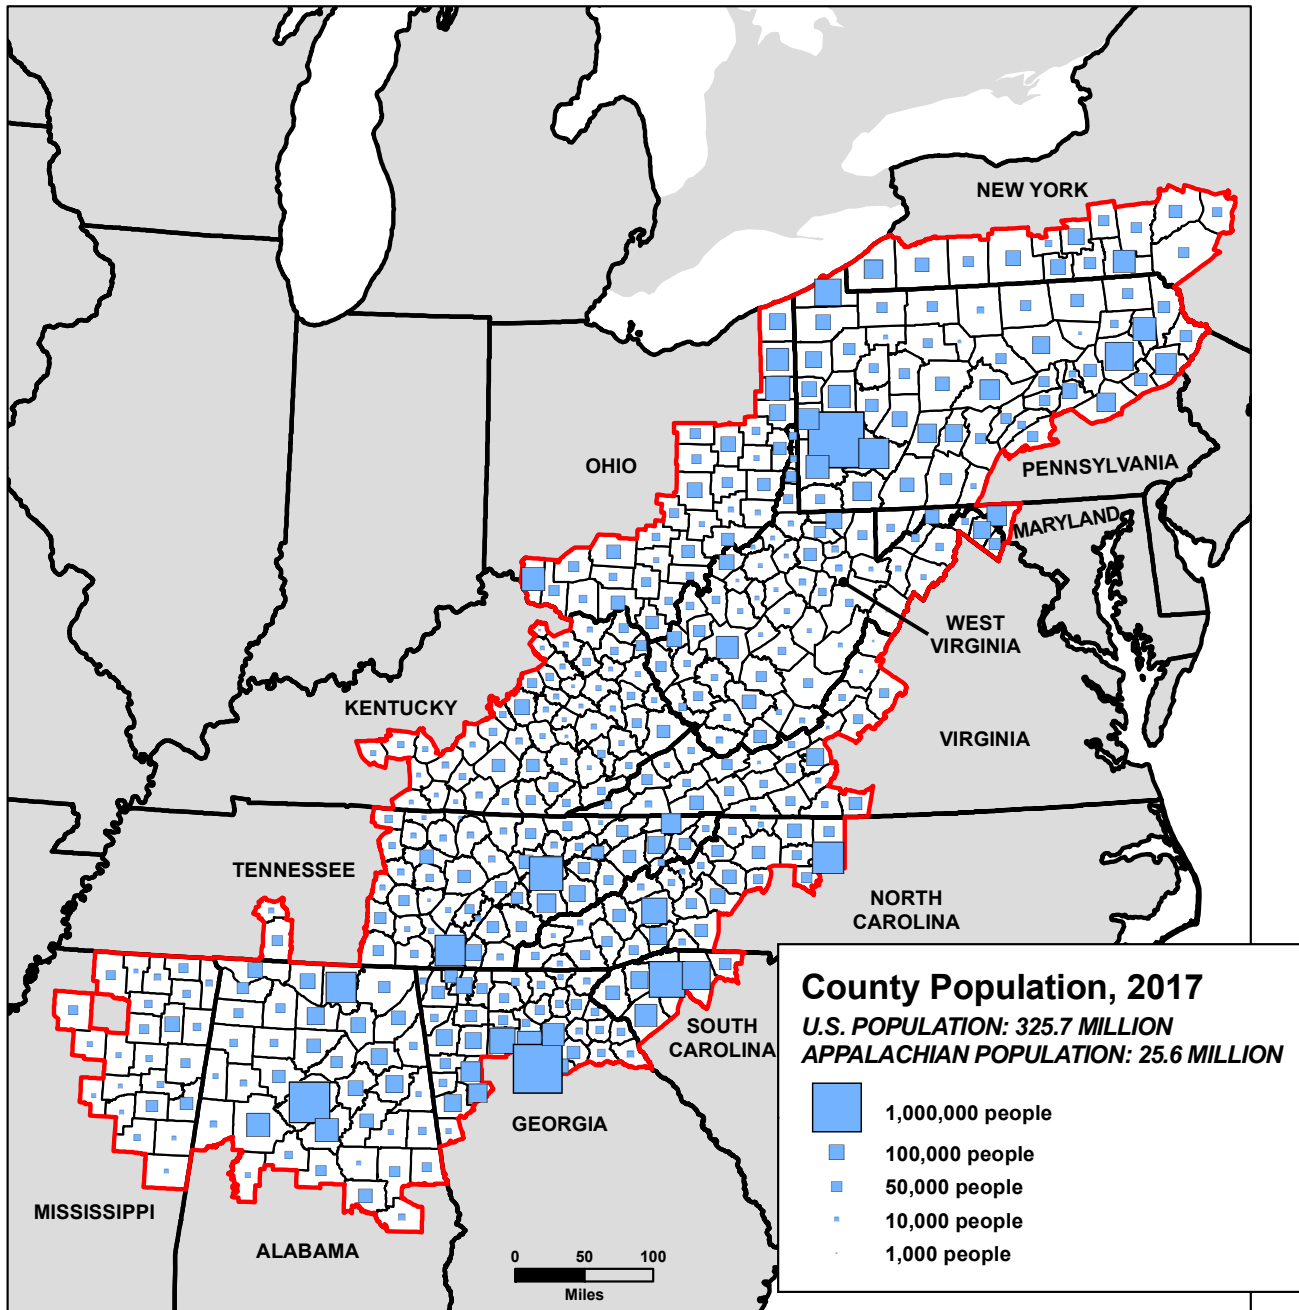 NEW YORK
OHIO
PENNSYLVANIA
MARYLAND
WEST
VIRGINIA
KENTUCKY
VIRGINIA
TENNESSEE
NORTH
CAROLINA
SOUTH
CAROLINA
GEORGIA
MISSISSIPPI
ALABAMA
0 50 100
Miles
County Population, 2017
U.S. POPULATION: 325.7 MILLION
APPALACHIAN POPULATION: 25.6 MILLION
1,000,000 people
100,000 people
50,000 people
10,000 people
1,000 people